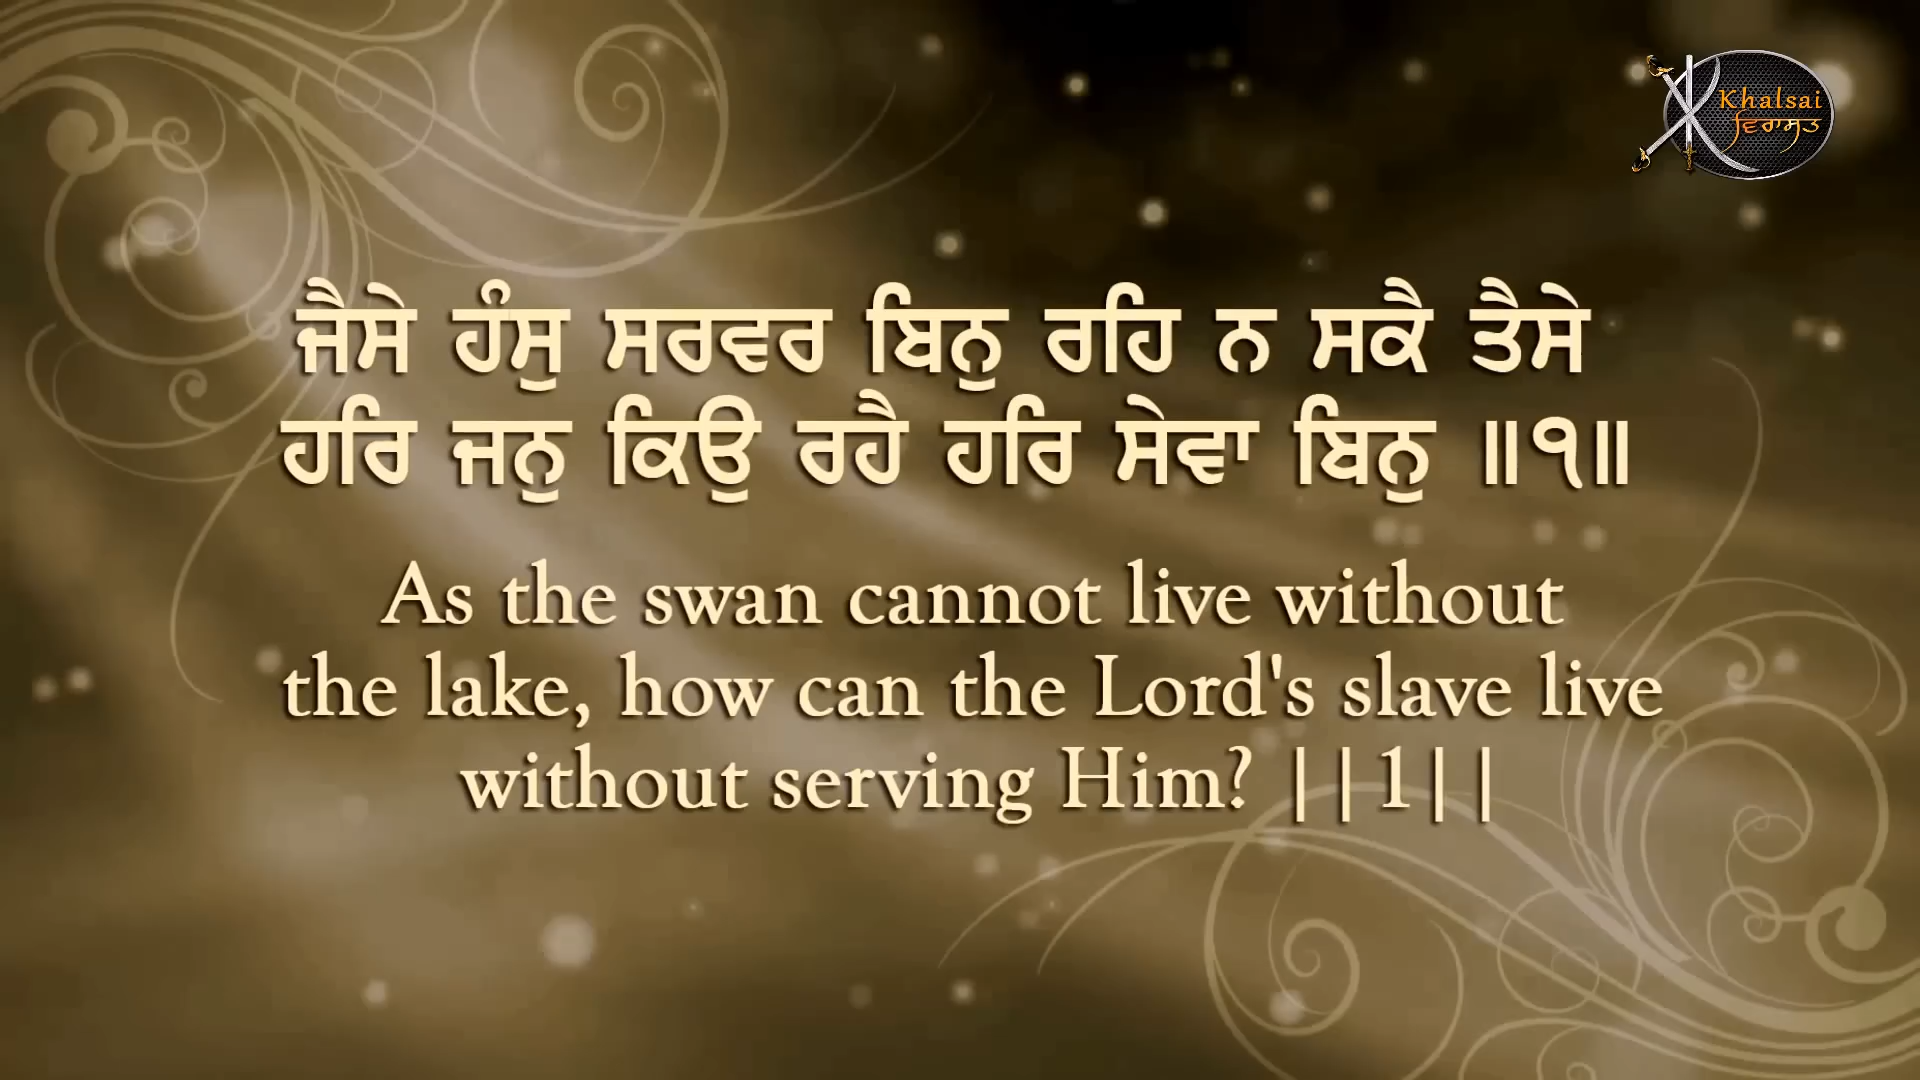 Khalsai
ਵਿਰਾਸਤ
ਜੈਸੇ ਹੰਸੁ ਸਰਵਰ ਬਿਨੁ ਰਹਿ ਨ ਸਕੈ ਤੈਸੇ
ਹਰਿ ਜਨੁ ਕਿਉ ਰਹੈ ਹਰਿ ਸੇਵਾ ਬਿਨੁ ॥੧॥
As the swan cannot live without
the lake, how can the Lord's slave live
without serving Him? ||1||